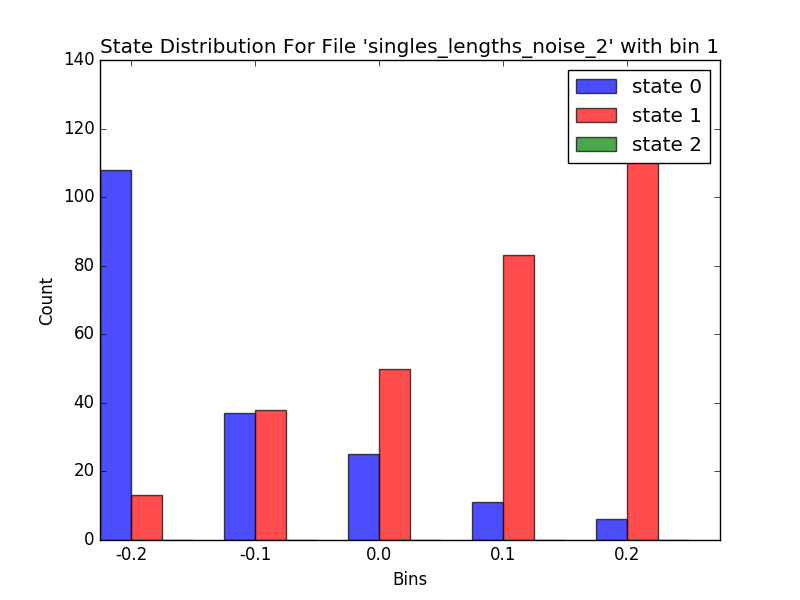 State Distribution For File 'singles_lengths_noise_2' with bin 1
140
120
100
80
60
40
20
0
Count
state 0
state 1
state 2
-0.2 -0.1 0.0 0.1 0.2
Bins